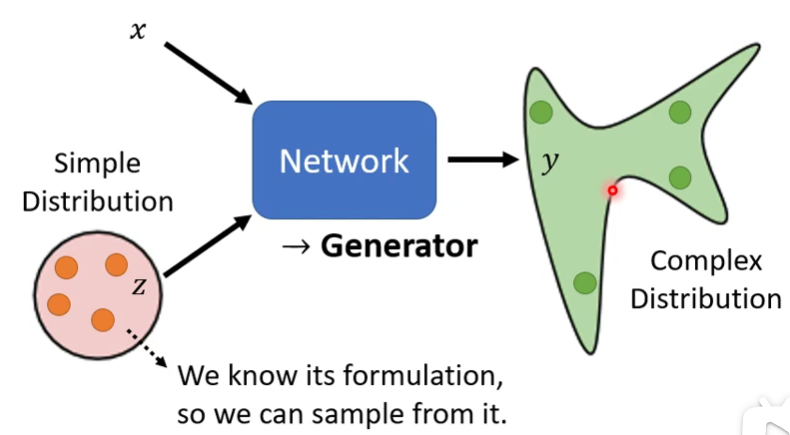 x
Simple
Distribution
z
Network
→ Generator
y
Complex
Distribution
We know its formulation,
so we can sample from it.